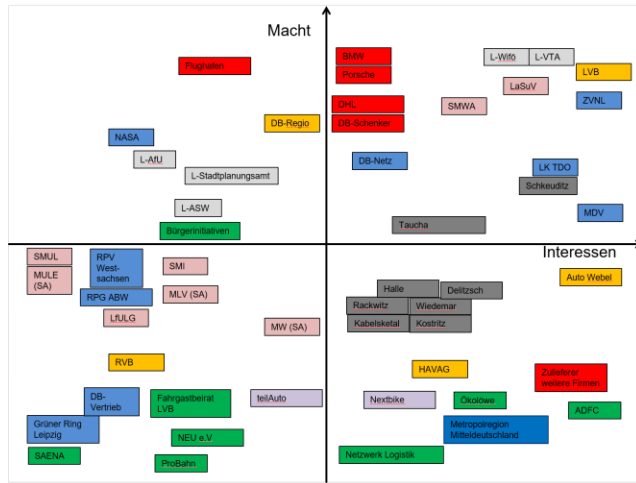 Macht
Flughafen
BMW
L-Wifo
L-VTA
Porsche
LVB
LaSuV
DHL
SMWA
ZVNL
DB-Regio
DB-Schenker
NASA
L-AfU
DB-Netz
LK TDO
L-Stadtplanungsamt
Schkeuditz
L-ASW
MDV
Bürgerinitiativen
Taucha
Interessen
SMUL
RPV
West-
sachsen
SMI
MULE
(SA)
Auto Webel
RPG ABW
MLV (SA)
Halle
Delitzsch
Rackwitz
Wiedemar
LfULG
MW (SA)
Kabelsketal
Kostritz
RVB
HAVAG
Zulieferer
weitere Firmen
DB-
Vertrieb
Fahrgastbeirat
LVB
teilAuto
Nextbike
Ökolöwe
ADFC
Grüner Ring
Leipzig
NEU e.V
Metropolregion
Mitteldeutschland
SAENA
ProBahn
Netzwerk Logistik